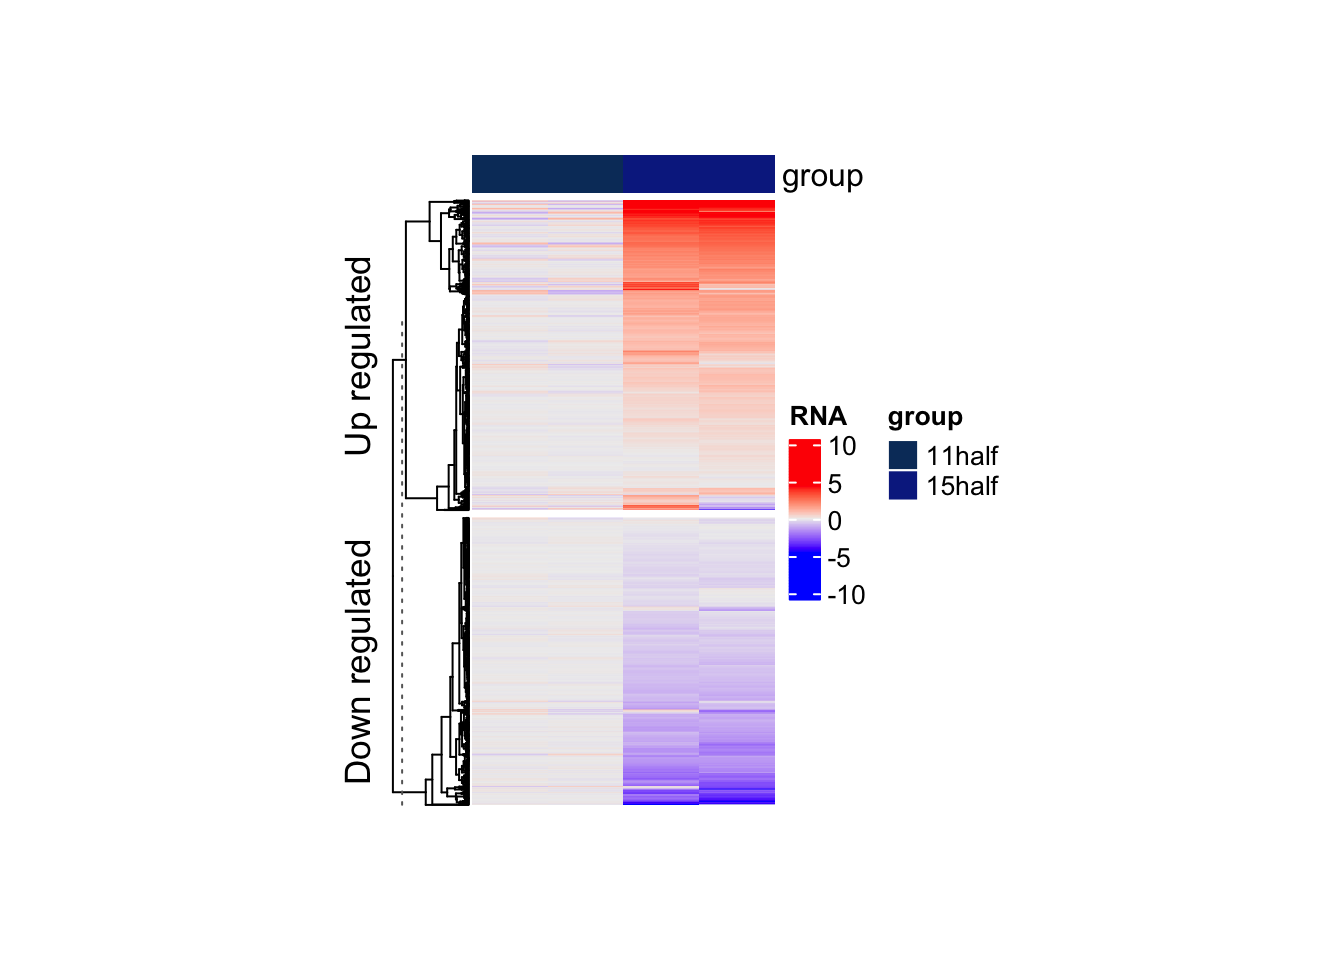 group
Up regulated
Down regulated
RNA
10
5
0
-5
-10
group
11half
15half